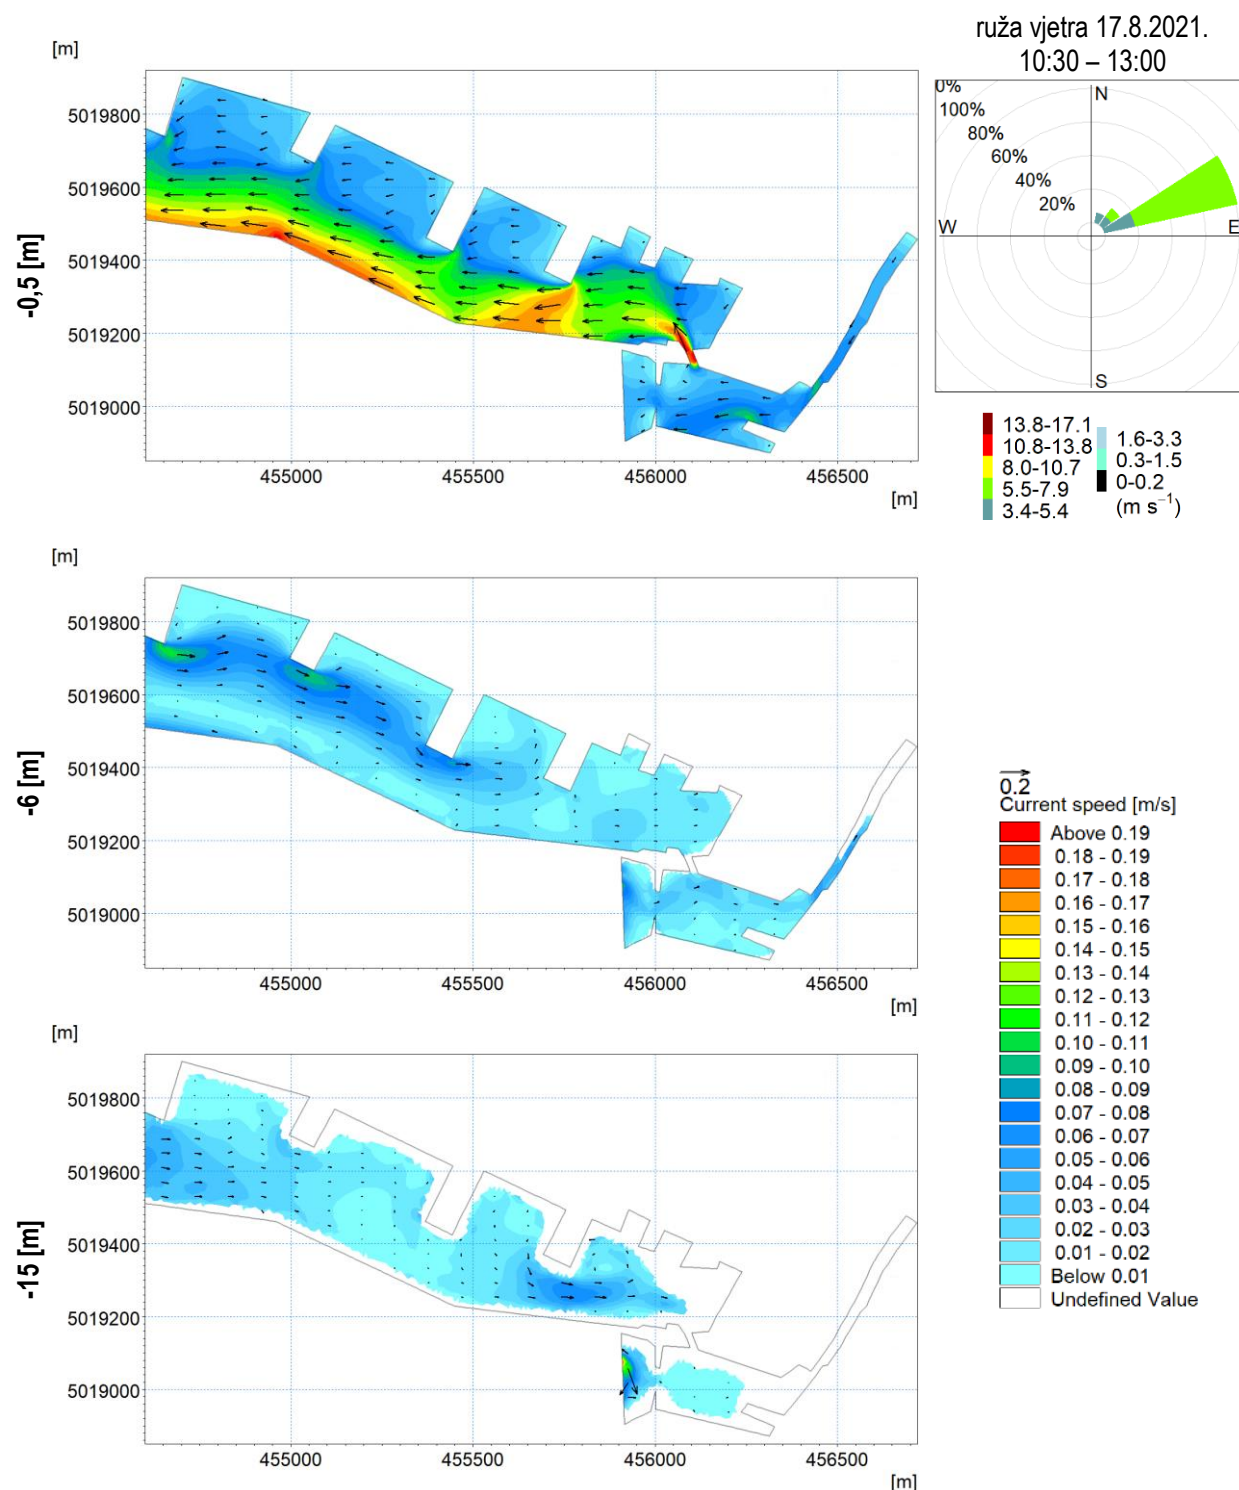 ruža vjetra 17.8.2021.
10:30 – 13:00
[m]
5019800
5019600
5019400
5019200
5019000
-0,5 [m]
455000
455500
456000
456500
[m]
0%
100%
80%
60%
40%
20%
N
W
E
S
13.8-17.1
10.8-13.8
8.0-10.7
5.5-7.9
3.4-5.4
1.6-3.3
0.3-1.5
0-0.2
(m s⁻¹)
[m]
5019800
5019600
5019400
5019200
5019000
-6 [m]
455000
455500
456000
456500
[m]
[m]
5019800
5019600
5019400
5019200
5019000
-15 [m]
455000
455500
456000
456500
[m]
0.2
Current speed [m/s]
Above 0.19
0.18 - 0.19
0.17 - 0.18
0.16 - 0.17
0.15 - 0.16
0.14 - 0.15
0.13 - 0.14
0.12 - 0.13
0.11 - 0.12
0.10 - 0.11
0.09 - 0.10
0.08 - 0.09
0.07 - 0.08
0.06 - 0.07
0.05 - 0.06
0.04 - 0.05
0.03 - 0.04
0.02 - 0.03
0.01 - 0.02
Below 0.01
Undefined Value